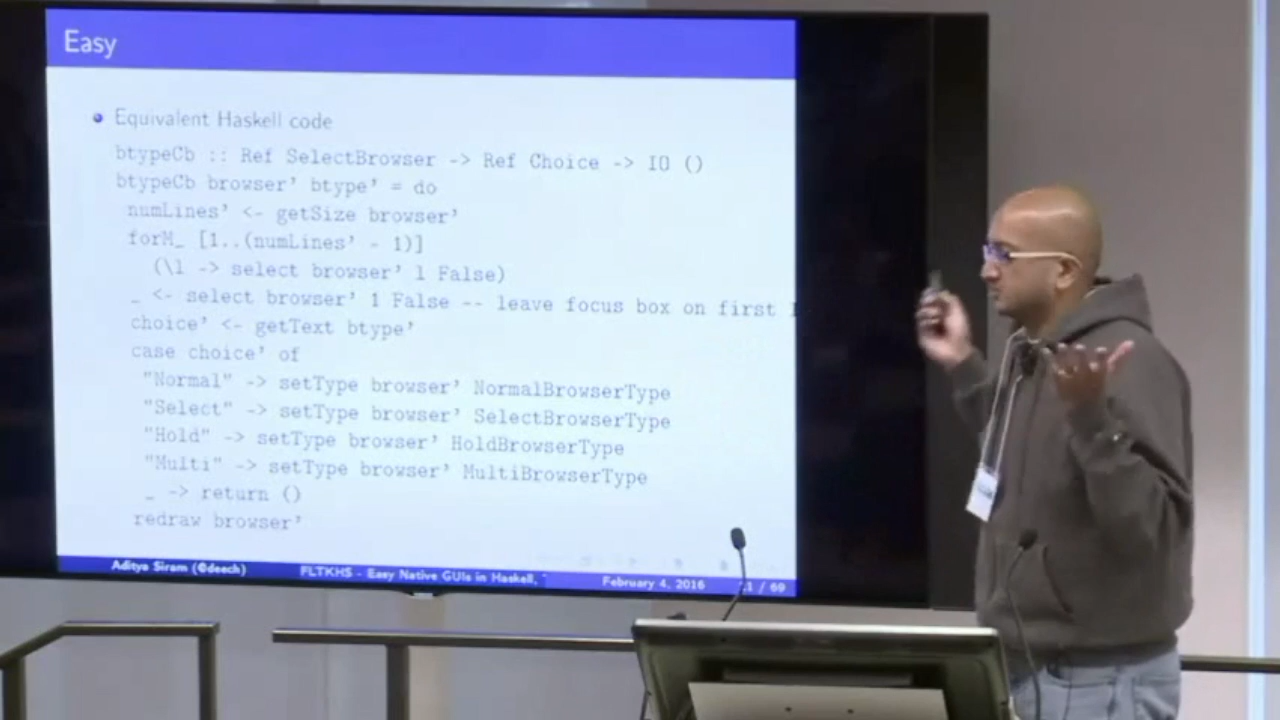 Easy
Equivalent Haskell code
btypeCb :: Ref SelectBrowser -> Ref Choice -> IO ()
btypeCb browser' btype' = do
numLines' <- getSize browser'
forM_ [1..(numLines' - 1)]
(\l -> select browser' l False)
_ <- select browser' 1 False -- leave focus box on first
choice' <- getText btype'
case choice' of
"Normal" -> setType browser' NormalBrowserType
"Select" -> setType browser' SelectBrowserType
"Hold" -> setType browser' HoldBrowserType
"Multi" -> setType browser' MultiBrowserType
_ -> return ()
redraw browser'
Aditya Siram (@deech) FLTKHS - Easy Native GUIs in Haskell, February 4, 2016 / 69